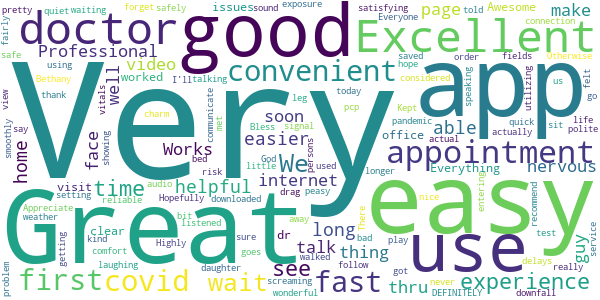 pretty quiet waiting
forget safely
issues sound
page
Awesome
exposure
doctor
good
Excellent
told
Everyone
connection
satisfying
Otherwise
Professional
make
safe
using
Bethany
thank
vitals
showing
Well
video
worked
I'll
talking
charm
communicate
convenient
saved
hope
order
fields
speaking
utilizing
considered
Very
app
us
felt
go
view
smoothly
say
home
face
Works
bed
risk
setting
today
leg
met
soon
easier
Bless
signal
God
little
persons
We
able
office
pcp
Kept
pandemic
actually
quick
sit
life
polite
actual
appointment
Everything
nervous
longer
visit
time
helpful
internet
used
drag
peasy
Great
easy
use
Appreciate
weather
getting
clear
kind
comfort
laughing
audio
reliable
bit
listened
Highly
downloaded
Hopefully
dr
sure
goes
daughter
wonderful
long
talk
away
walked
screaming
There
thing
bad
play
follow
got
see
thru
nice
never
entering
recommend
guy
test
service
delays
really
problem
first
covid
wait
fast
experience
DEFINITELY
downfall